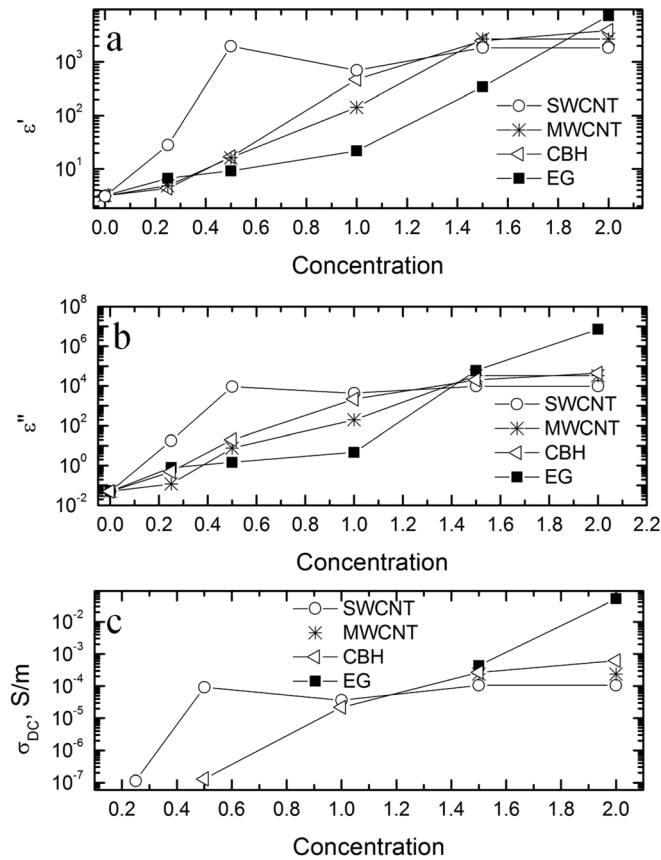 a
ε'
10³
10²
10¹
0.0 0.2 0.4 0.6 0.8 1.0 1.2 1.4 1.6 1.8 2.0
Concentration
SWCNT
MWCNT
CBH
EG
b
ε''
10⁸
10⁶
10⁴
10²
10⁰
10⁻²
0.0 0.2 0.4 0.6 0.8 1.0 1.2 1.4 1.6 1.8 2.0 2.2
Concentration
SWCNT
MWCNT
CBH
EG
c
σDC, S/m
10⁻²
10⁻³
10⁻⁴
10⁻⁵
10⁻⁶
10⁻⁷
0.2 0.4 0.6 0.8 1.0 1.2 1.4 1.6 1.8 2.0
Concentration
SWCNT
MWCNT
CBH
EG